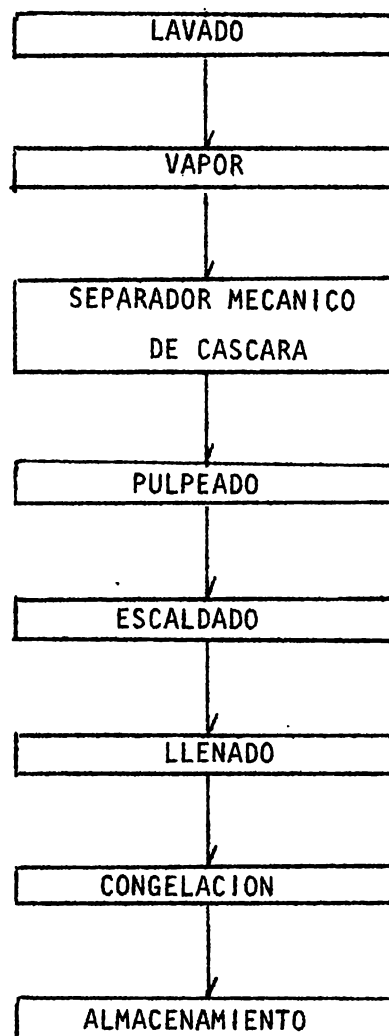 LAVADO
VAPOR
SEPARADOR MECANICO
DE CASCARA
PULPEADO
ESCALDADO
LLENADO
CONGELACION
ALMACENAMIENTO